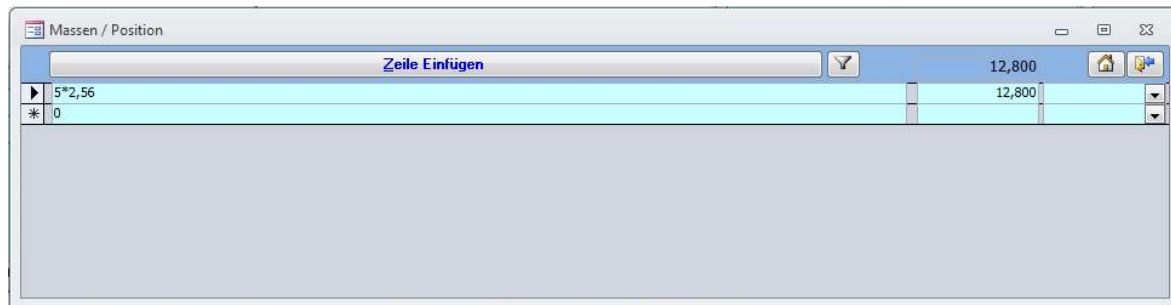 Massen / Position
Zeile Einfügen 12,800
5*2,56 12,800
0